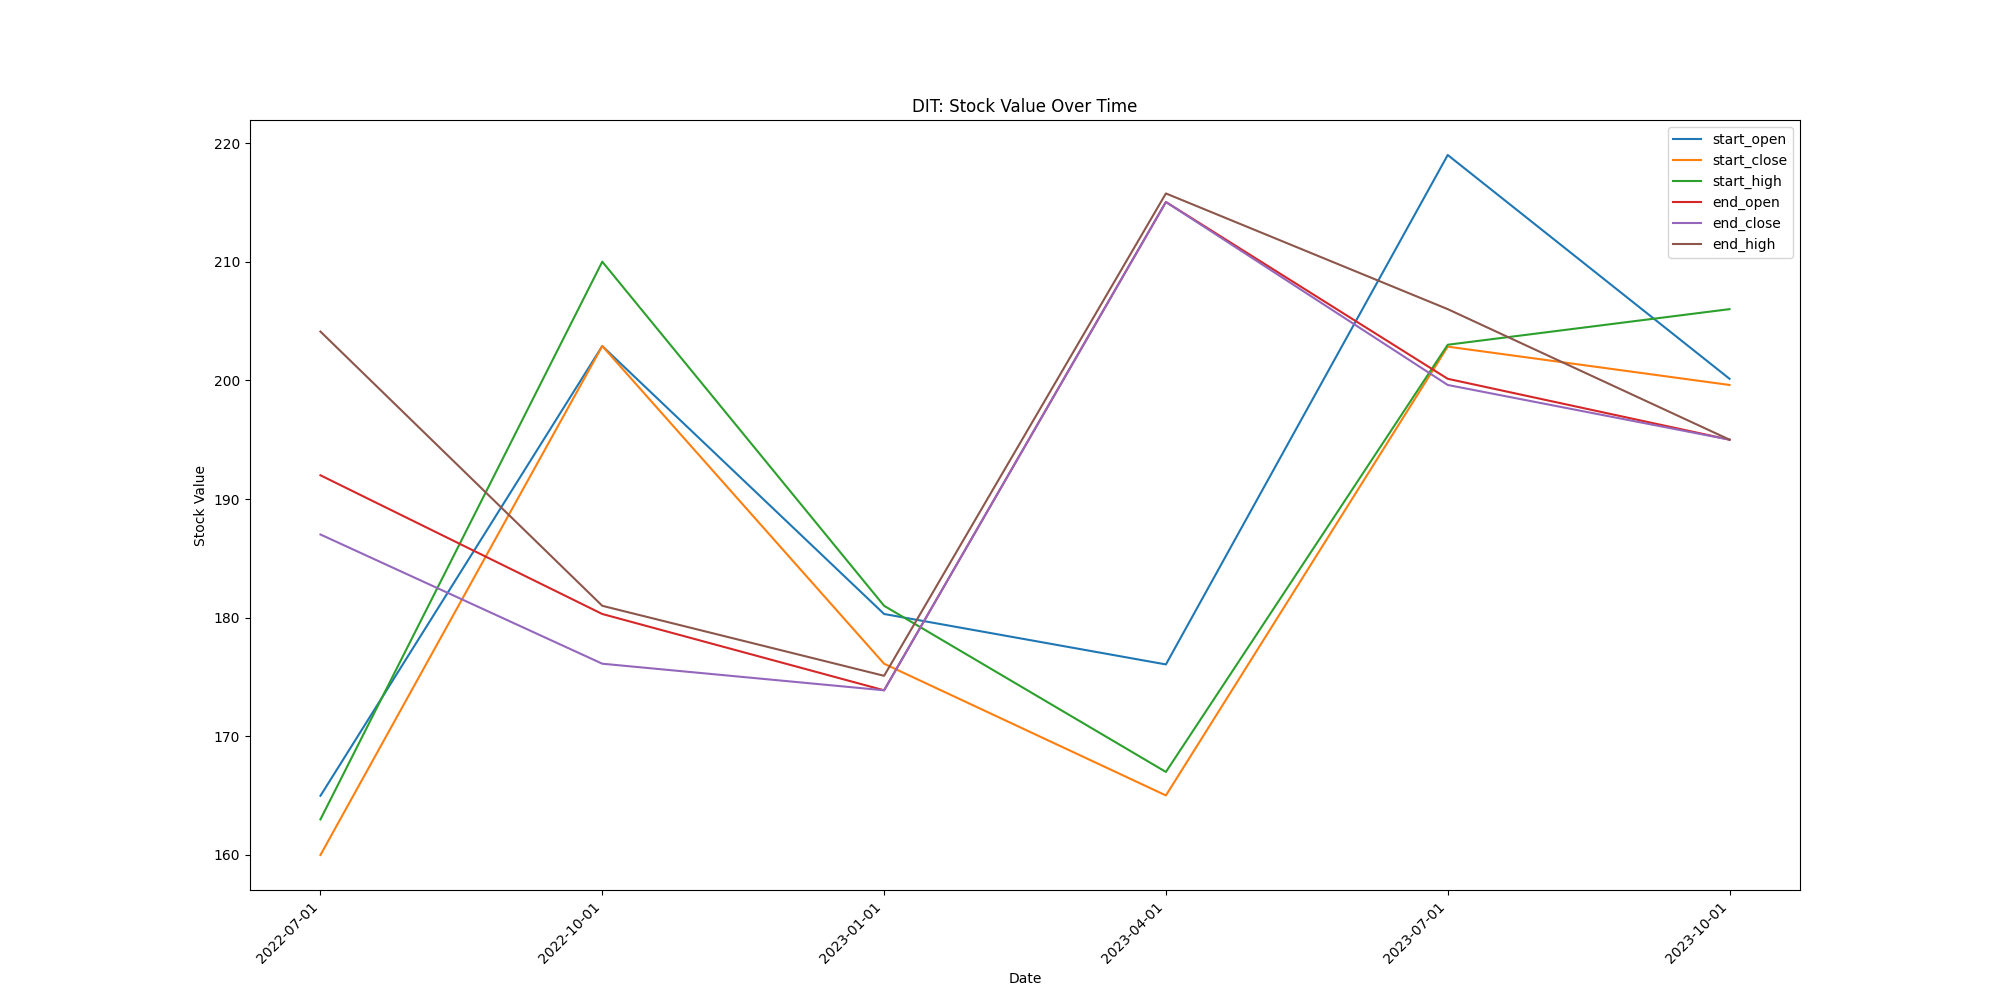 DIT: Stock Value Over Time
220
210
200
190
180
170
160
Stock Value
start_open
start_close
start_high
end_open
end_close
end_high
2022-07-01
2022-10-01
2023-01-01
2023-04-01
2023-07-01
2023-10-01
Date